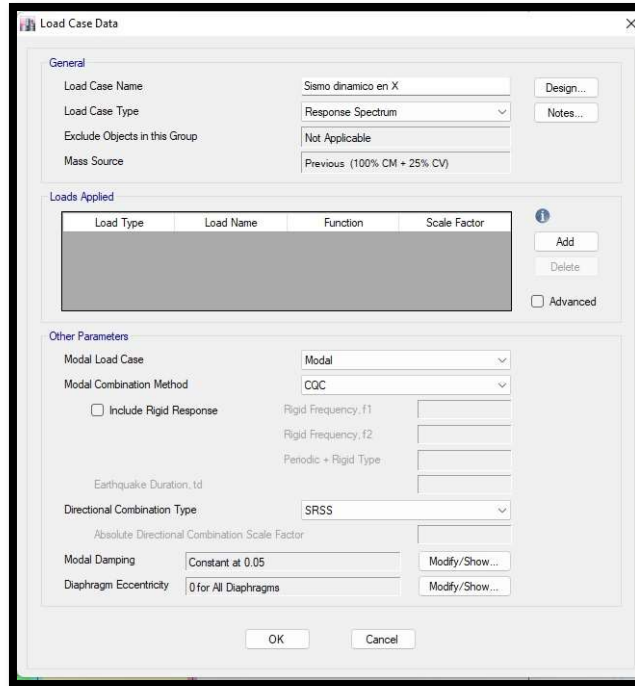 Load Case Data
General
Load Case Name Sismo dinamico en X Design...
Load Case Type Response Spectrum Notes...
Exclude Objects in this Group Not Applicable
Mass Source Previous (100% CM + 25% CV)
Loads Applied
Load Type Load Name Function Scale Factor
Add
Delete
Advanced
Other Parameters
Modal Load Case Modal
Modal Combination Method CQC
Include Rigid Response Rigid Frequency, f1
Rigid Frequency, f2
Periodic + Rigid Type
Earthquake Duration, td
Directional Combination Type SRSS
Absolute Directional Combination Scale Factor
Modal Damping Constant at 0.05 Modify/Show...
Diaphragm Eccentricity 0 for All Diaphragms Modify/Show...
OK Cancel